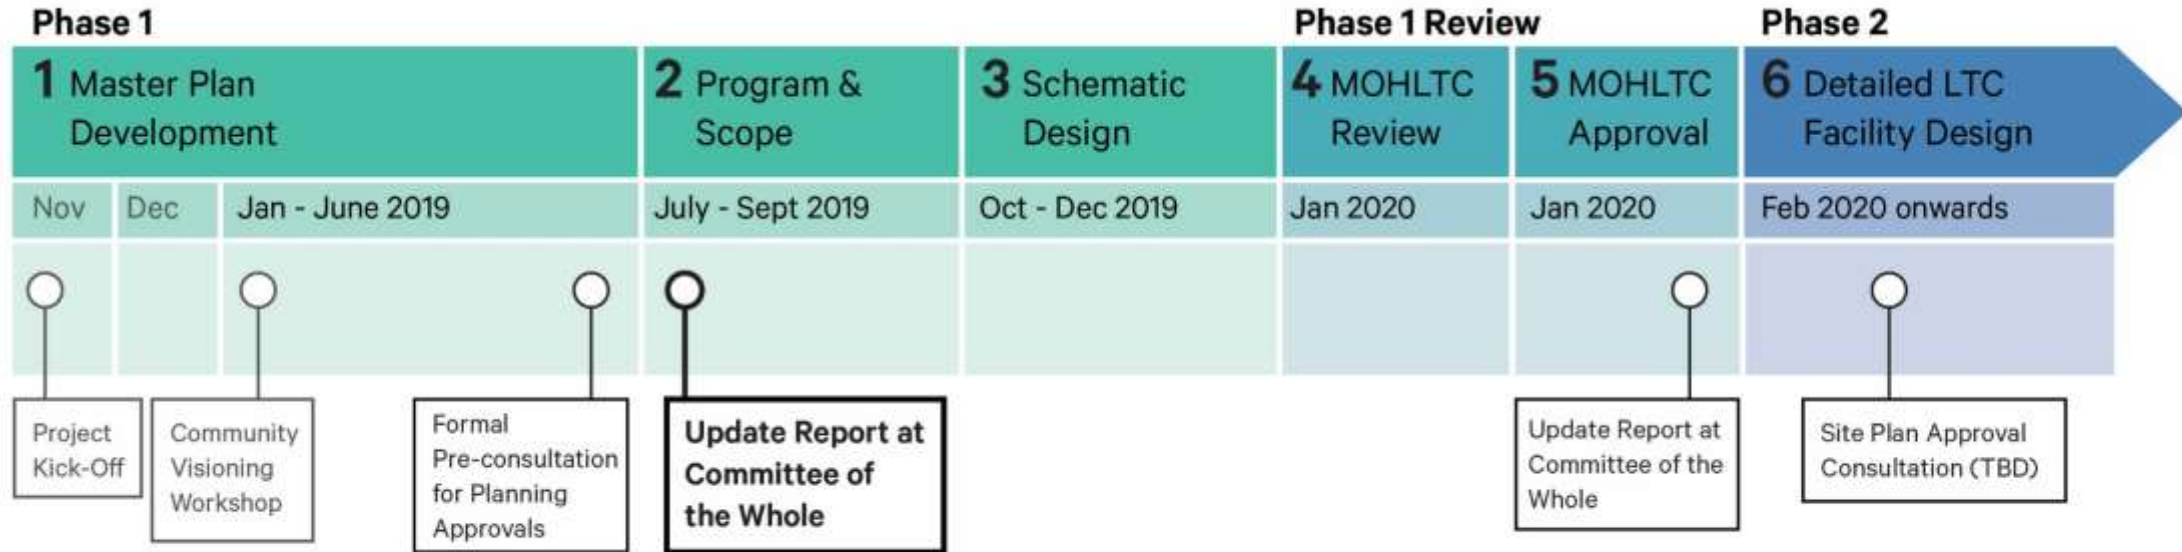 Phase 1
Phase 1 Review
Phase 2
1 Master Plan
Development
2 Program &
Scope
3 Schematic
Design
4 MOHLTC
Review
5 MOHLTC
Approval
6 Detailed LTC
Facility Design
Nov
Dec
Jan - June 2019
July - Sept 2019
Oct - Dec 2019
Jan 2020
Jan 2020
Feb 2020 onwards
Project
Kick-Off
Community
Visioning
Workshop
Formal
Pre-consultation
for Planning
Approvals
Update Report at
Committee of
the Whole
Update Report at
Committee of the
Whole
Site Plan Approval
Consultation (TBD)